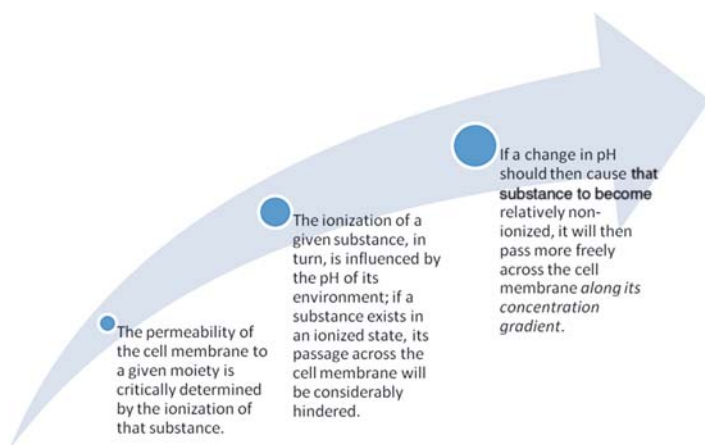 The permeability of
the cell membrane to
a given moiety is
critically determined
by the ionization of
that substance.
The ionization of a
given substance, in
turn, is influenced by
the pH of its
environment; if a
substance exists in
an ionized state, its
passage across the
cell membrane will
be considerably
hindered.
If a change in pH
should then cause that
substance to become
relatively non-
ionized, it will then
pass more freely
across the cell
membrane along its
concentration
gradient.